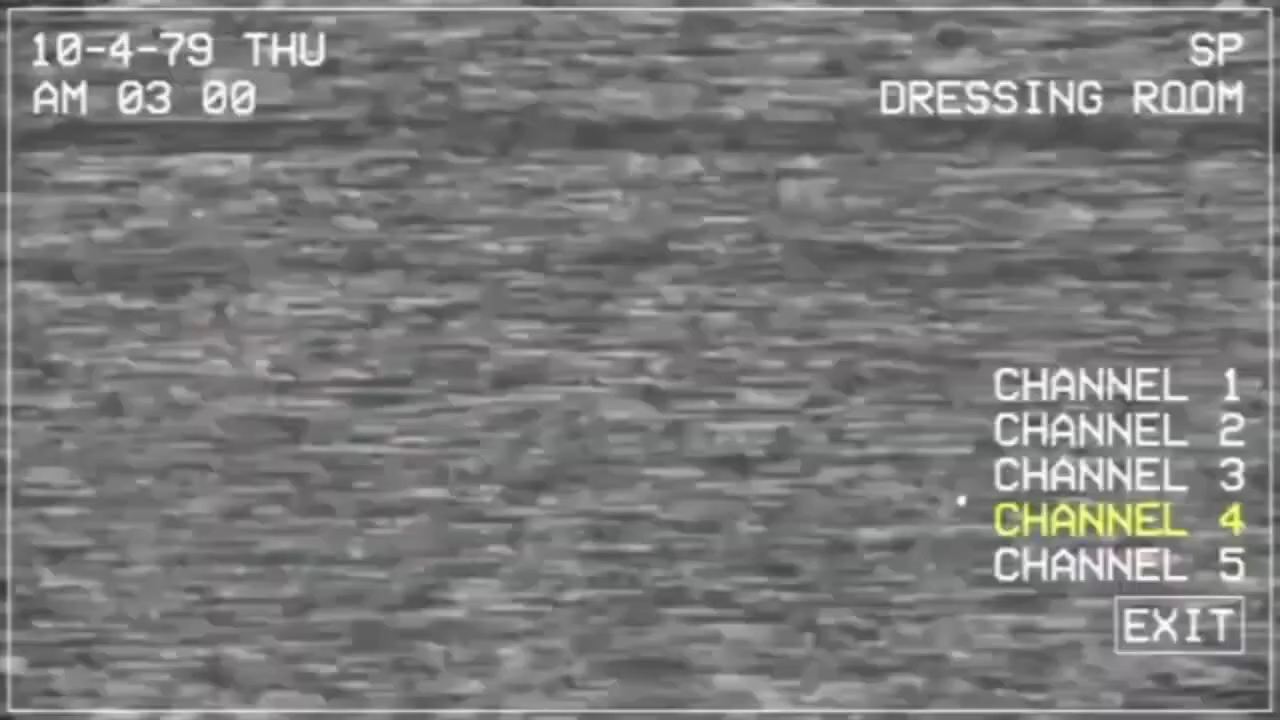 10-4-79 THU
AM 03 00
SP
DRESSING ROOM
CHANNEL 1
CHANNEL 2
CHANNEL 3
CHANNEL 4
CHANNEL 5
EXIT